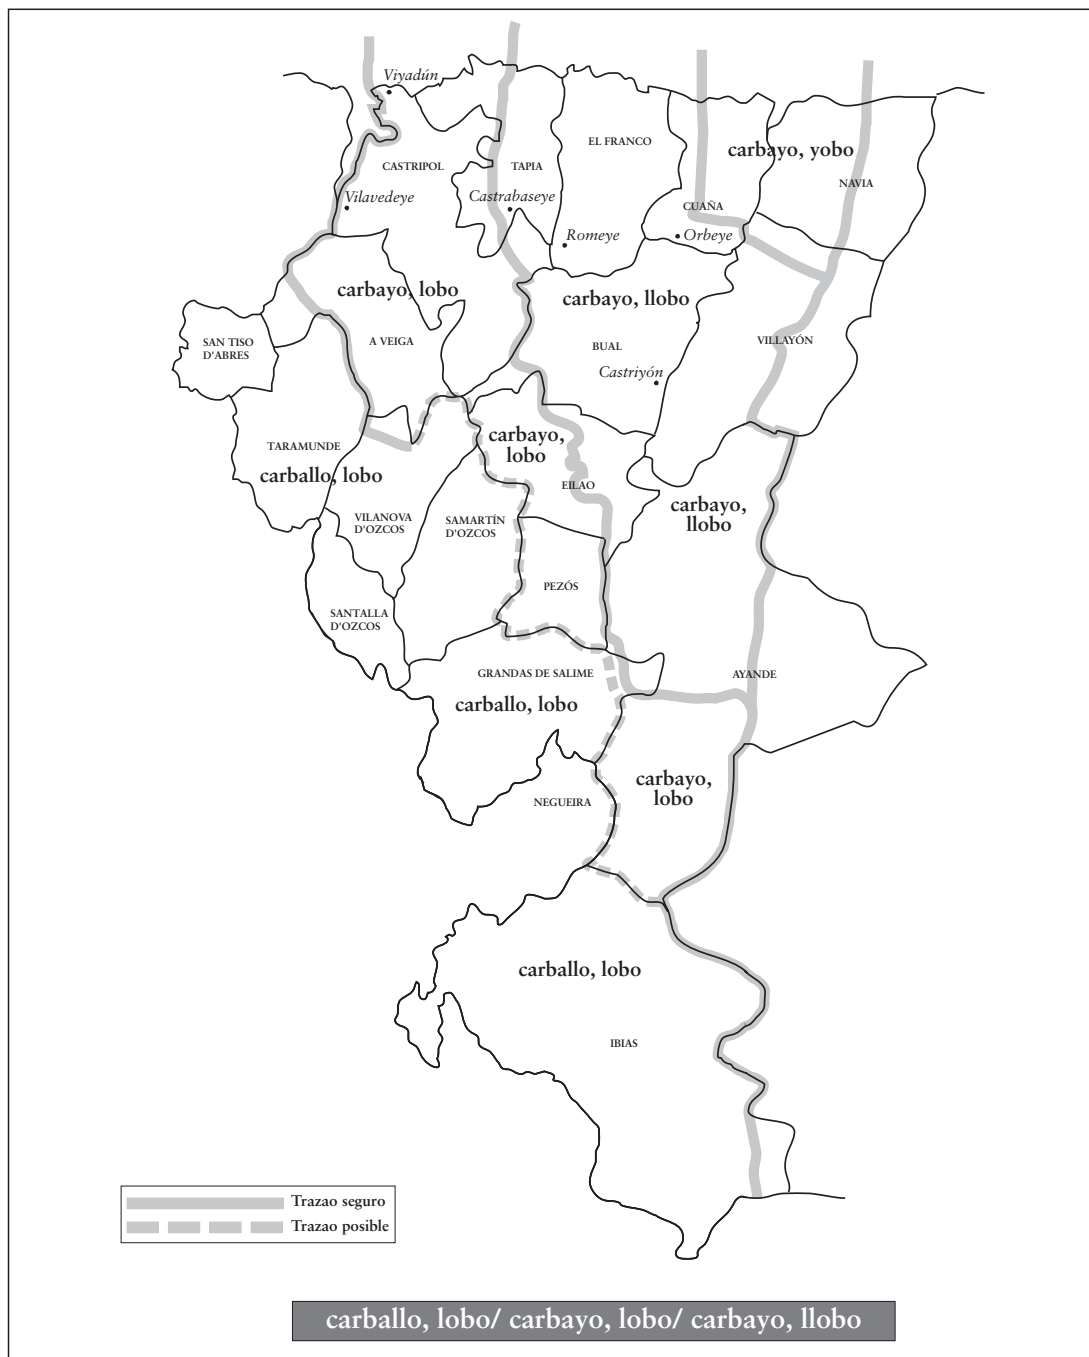 Viyadún
EL FRANCO
carbayo, yobo
CASTRIPOL
TAPIA
NAVIA
Vilavedeye
Castrabaseye
CUAÑA
Romeye
Orbeye
carbayo, lobo
carbayo, llobo
SAN TISO
D'ABRES
A VEIGA
BUAL
VILLAYÓN
Castriyón
carbayo,
lobo
TARAMUNDE
carballo, lobo
EILAO
carbayo,
llobo
VILANOVA
D'OZCOS
SAMARTÍN
D'OZCOS
PEZÓS
SANTALLA
D'OZCOS
GRANDAS DE SALIME
AYANDE
carballo, lobo
carbayo,
lobo
NEGUEIRA
carballo, lobo
IBIAS
Trazao seguro
Trazao posible
carballo, lobo/ carbayo, lobo/ carbayo, llobo